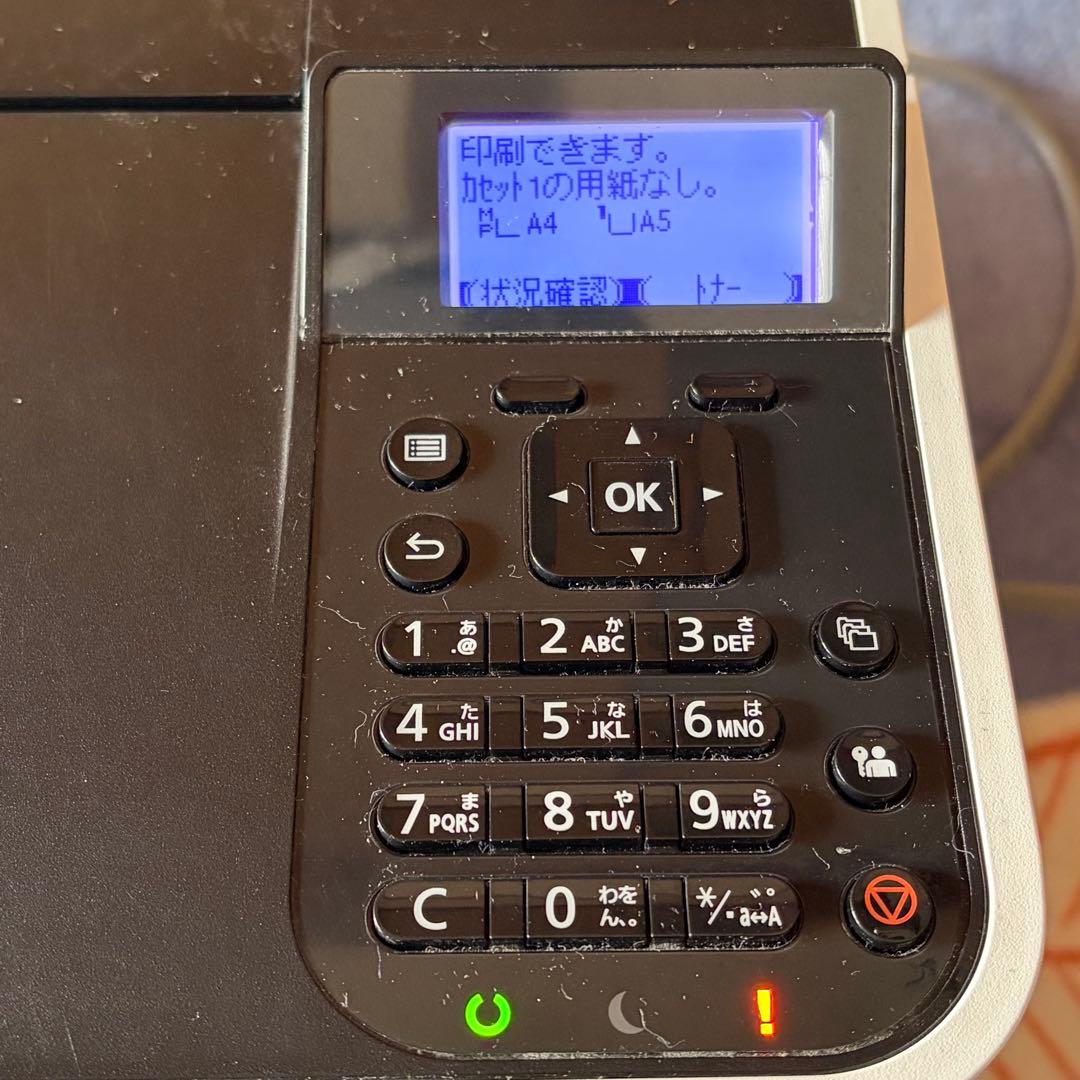 印刷できます。
ｶｾｯﾄ1の用紙なし。
MP A4 1 A5
状況確認 ﾄﾅｰ
OK
1 あ .@ 2 か ABC 3 さ DEF
4 た GHI 5 な JKL 6 は MNO
7 ま PQRS 8 や TUV 9 ら WXYZ
C 0 わをん、。 */. ゛゜ a↔A